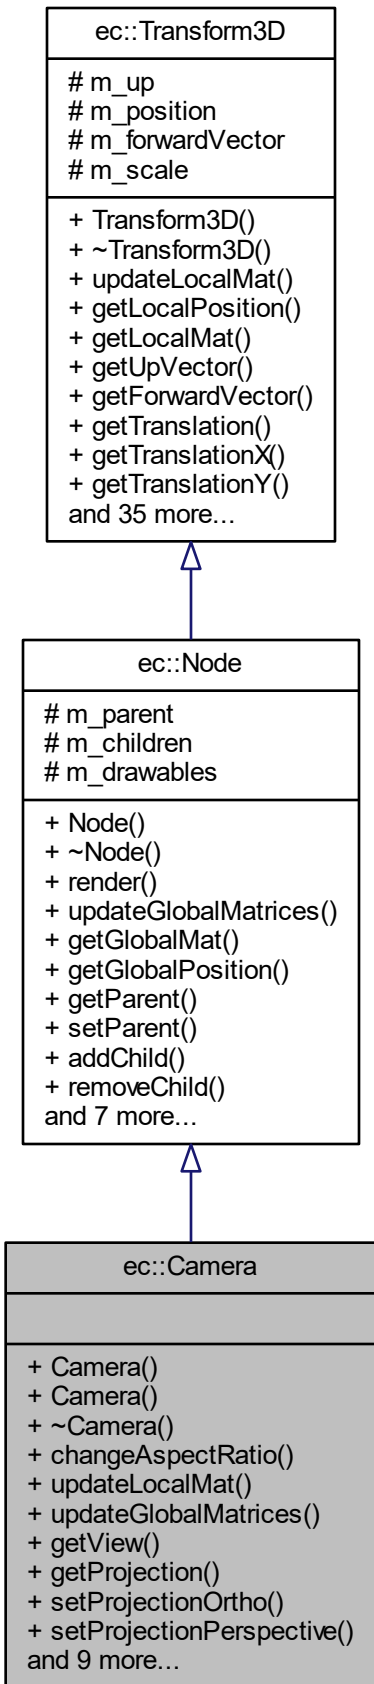 ec::Transform3D
# m_up
# m_position
# m_forwardVector
# m_scale
+ Transform3D()
+ ~Transform3D()
+ updateLocalMat()
+ getLocalPosition()
+ getLocalMat()
+ getUpVector()
+ getForwardVector()
+ getTranslation()
+ getTranslationX()
+ getTranslationY()
and 35 more...
ec::Node
# m_parent
# m_children
# m_drawables
+ Node()
+ ~Node()
+ render()
+ updateGlobalMatrices()
+ getGlobalMat()
+ getGlobalPosition()
+ getParent()
+ setParent()
+ addChild()
+ removeChild()
and 7 more...
ec::Camera
+ Camera()
+ Camera()
+ ~Camera()
+ changeAspectRatio()
+ updateLocalMat()
+ updateGlobalMatrices()
+ getView()
+ getProjection()
+ setProjectionOrtho()
+ setProjectionPerspective()
and 9 more...